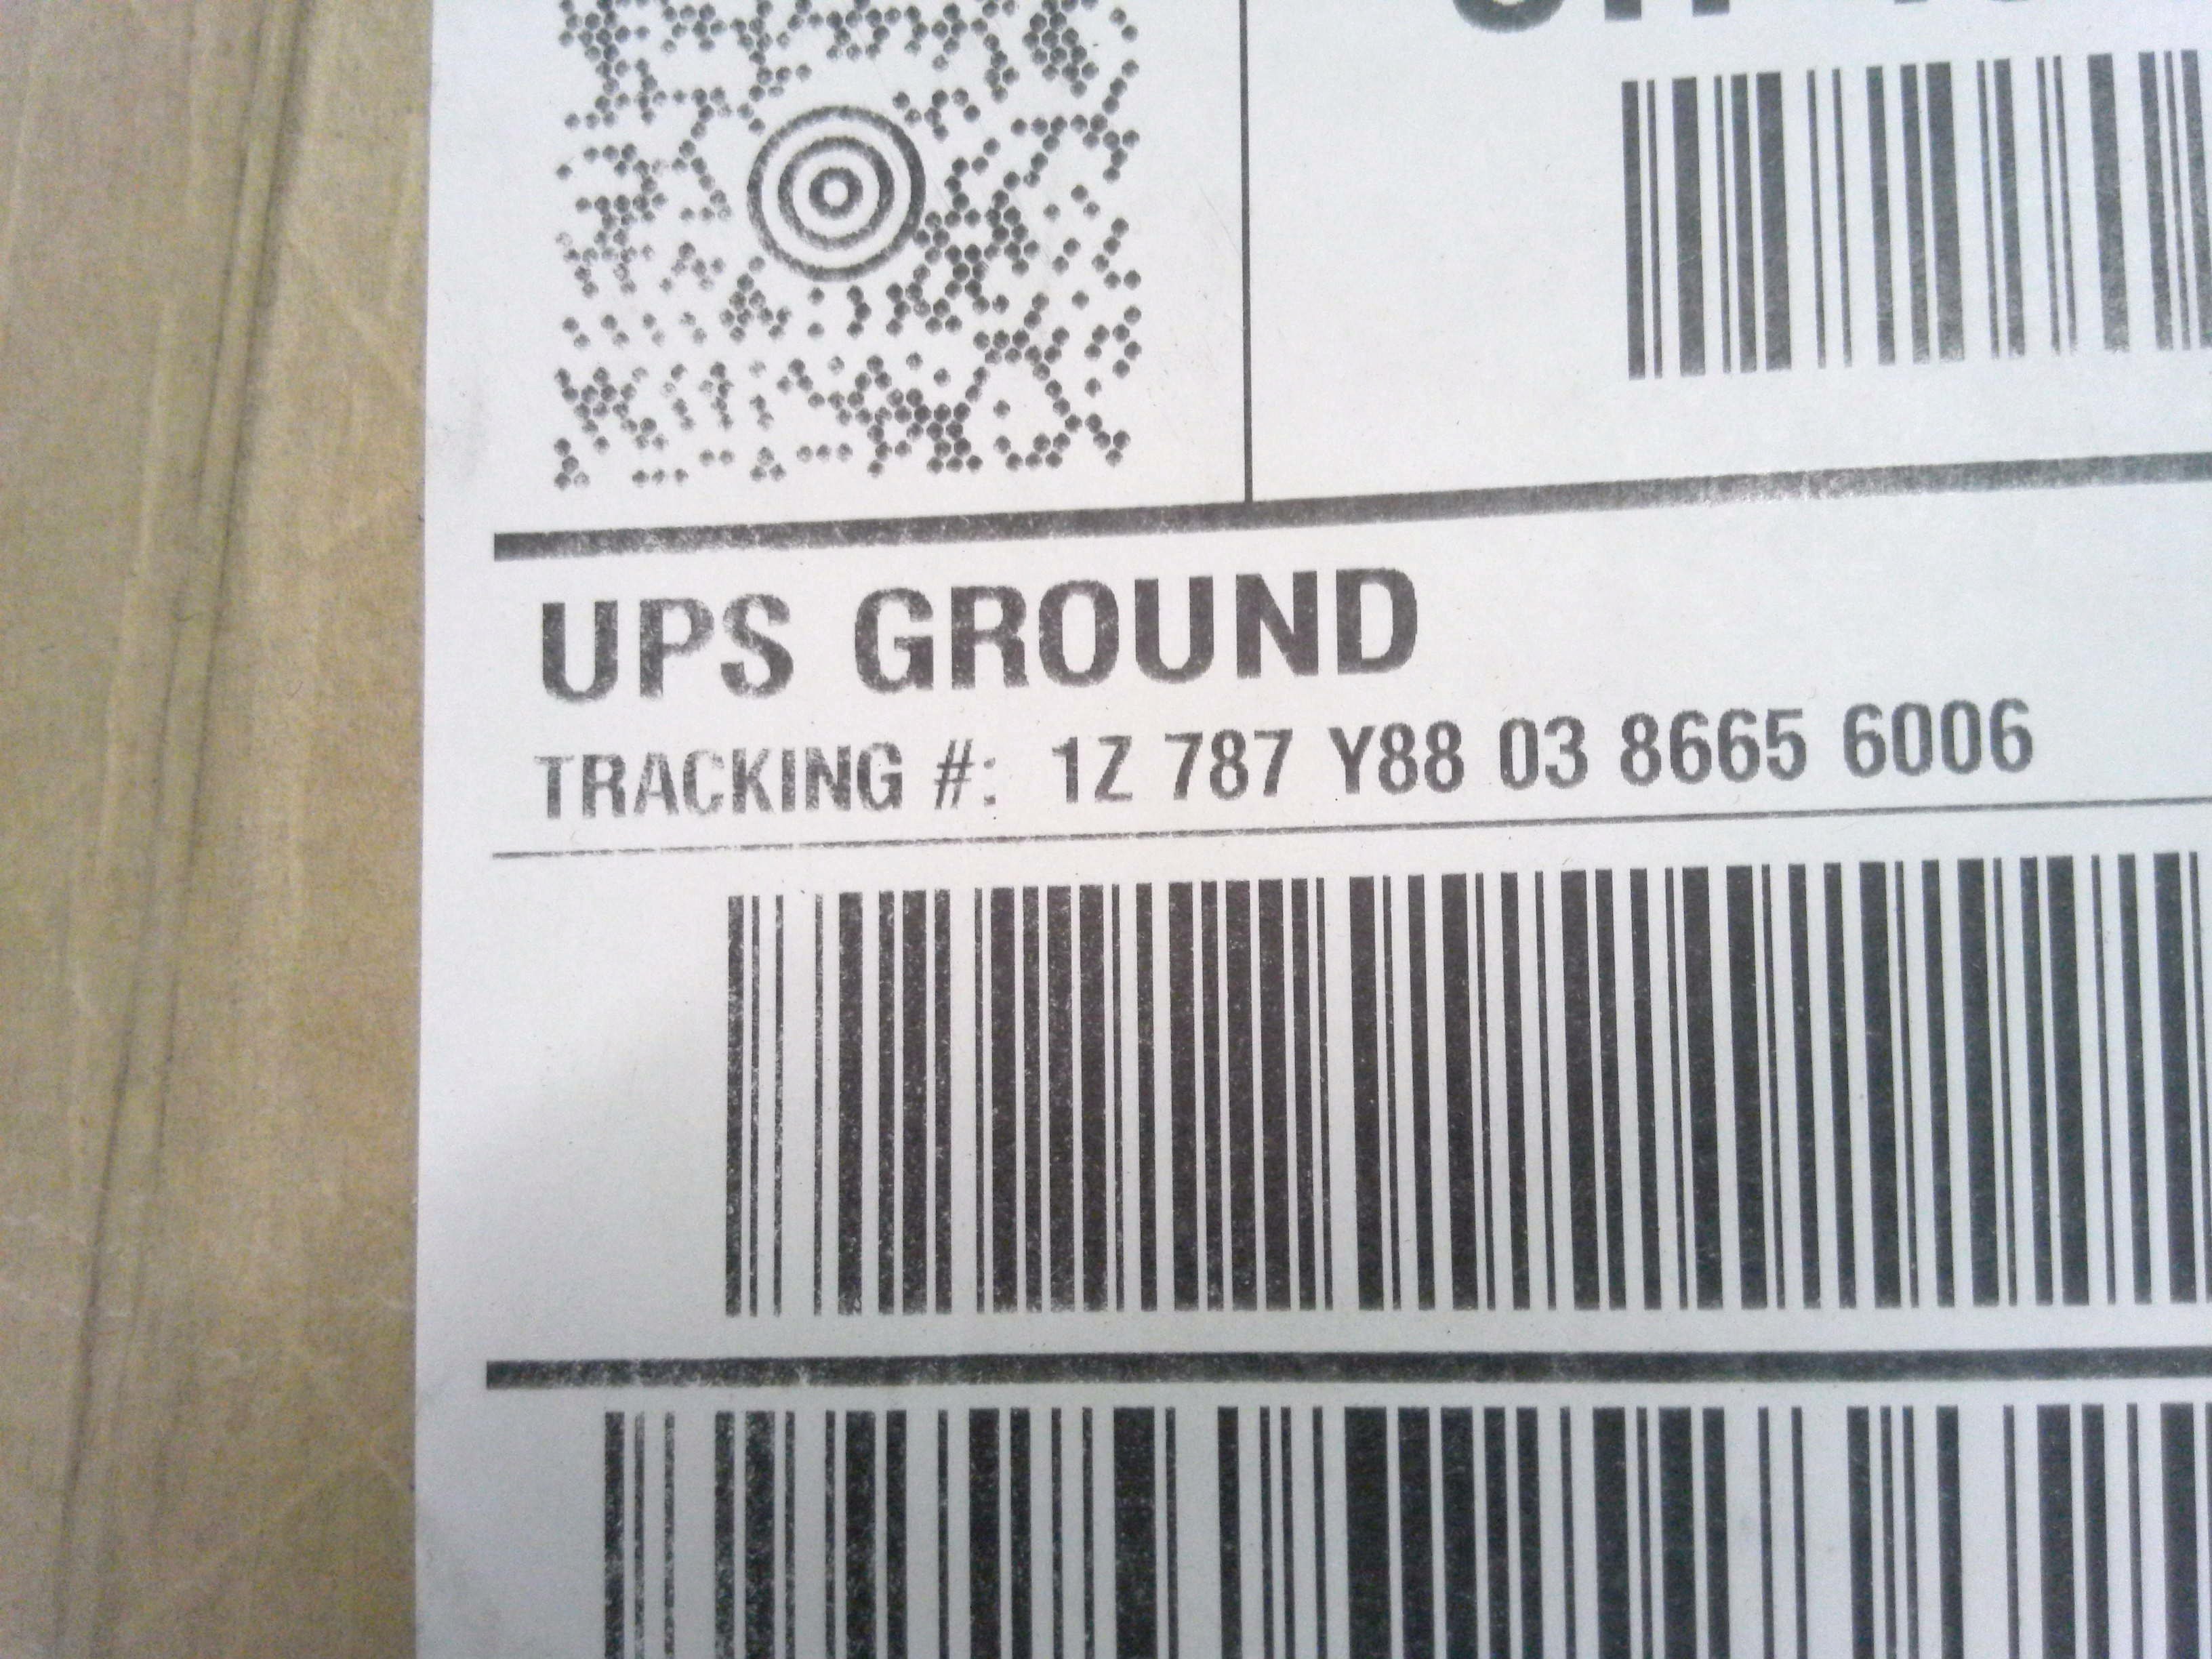 UPS GROUND
TRACKING #: 1Z 787 Y88 03 8665 6006